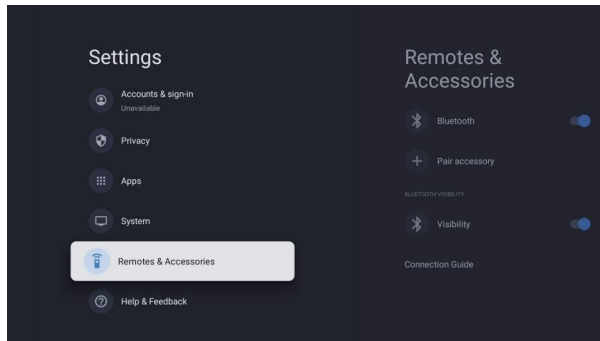 Settings
Accounts & sign-in
Unavailable
Privacy
Apps
System
Remotes & Accessories
Help & Feedback
Remotes &
Accessories
Bluetooth
Pair accessory
BLUETOOTH VISIBILITY
Visibility
Connection Guide